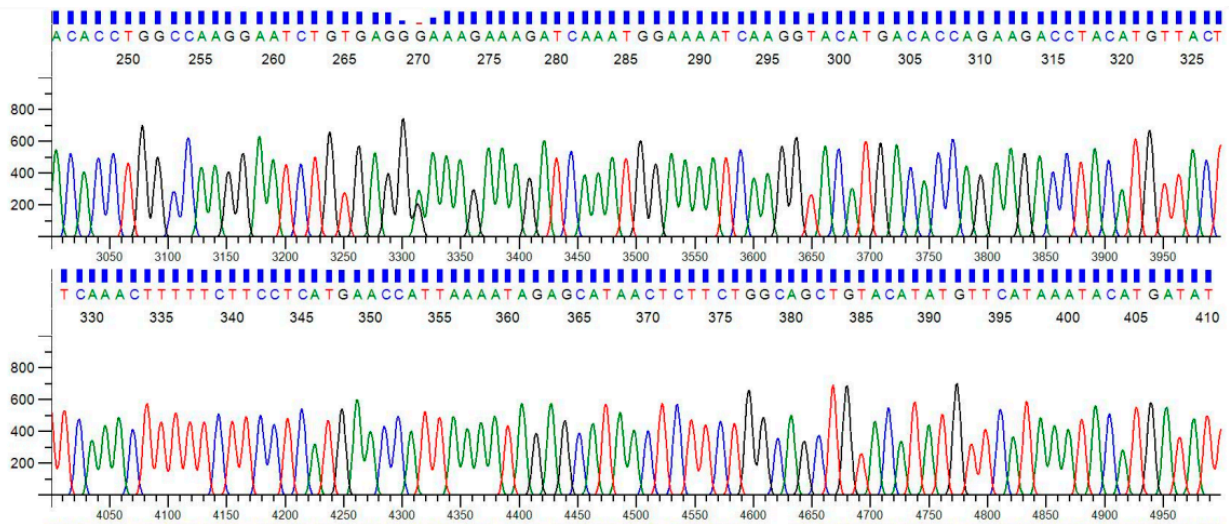 ACACCTGGCCAAGGAATCTGTGAGGGAAAGAAAGATCAAATGGAAAATCAAGGTACATGACACCAGAAGACCTACATGTTACT
250 255 260 265 270 275 280 285 290 295 300 305 310 315 320 325
800
600
400
200
3050 3100 3150 3200 3250 3300 3350 3400 3450 3500 3550 3600 3650 3700 3750 3800 3850 3900 3950
TCAAACTTTTTCTTCCTCATGAACCATTAAAATAGAGCATAACTCTTCTGGCAGCTGTACATATGTTCATAAATACATGATAT
330 335 340 345 350 355 360 365 370 375 380 385 390 395 400 405 410
800
600
400
200
4050 4100 4150 4200 4250 4300 4350 4400 4450 4500 4550 4600 4650 4700 4750 4800 4850 4900 4950